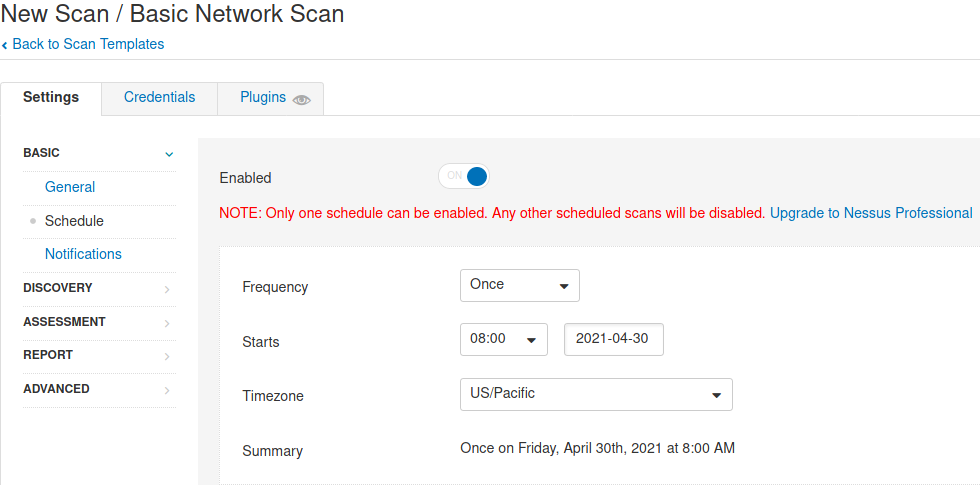 New Scan / Basic Network Scan
‹ Back to Scan Templates
Settings Credentials Plugins
BASIC
General
Schedule
Notifications
DISCOVERY
ASSESSMENT
REPORT
ADVANCED
Enabled ON
NOTE: Only one schedule can be enabled. Any other scheduled scans will be disabled. Upgrade to Nessus Professional
Frequency Once
Starts 08:00 2021-04-30
Timezone US/Pacific
Summary Once on Friday, April 30th, 2021 at 8:00 AM